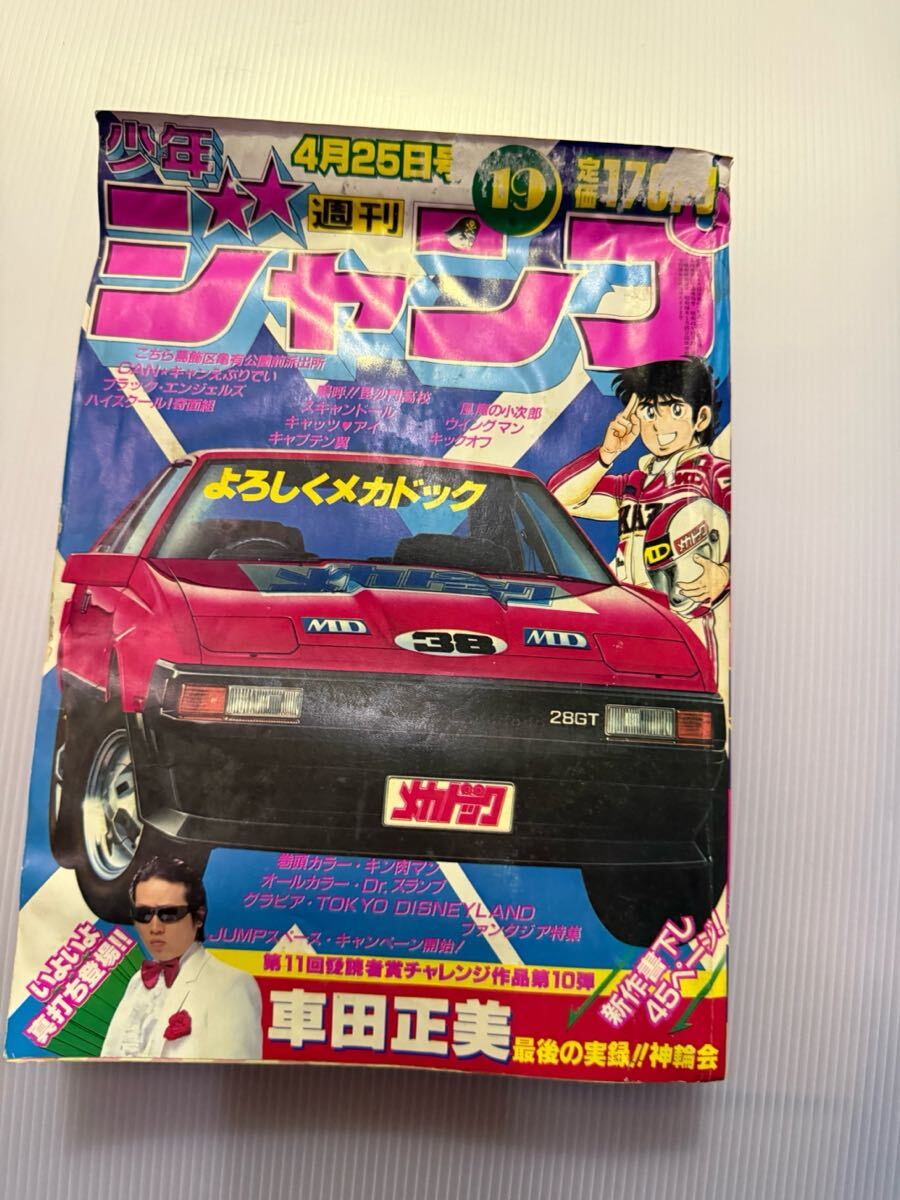 少年
4月25日号
19
定価170円
週刊
ジャンプ
こちら葛飾区亀有公園前派出所
CAN★キャンえぶりでい
ブラック・エンジェルズ
ハイスクール!奇面組
嗚呼!!毘沙門高校
スキャンドール
キャッツ♥アイ
キャプテン翼
風魔の小次郎
ウイングマン
キックオフ
よろしくメカドック
メカドック
MD
38
MD
MD
28GT
メカドック
巻頭カラー・キン肉マン
オールカラー・Dr.スランプ
グラビア・TOKYO DISNEYLAND
ファンタジア特集
JUMPスペース・キャンペーン開始!
いよいよ
真打ち登場!!
新作書下し
45ページ!
第11回愛読者賞チャレンジ作品第10弾
車田正美
最後の実録!!神輪会